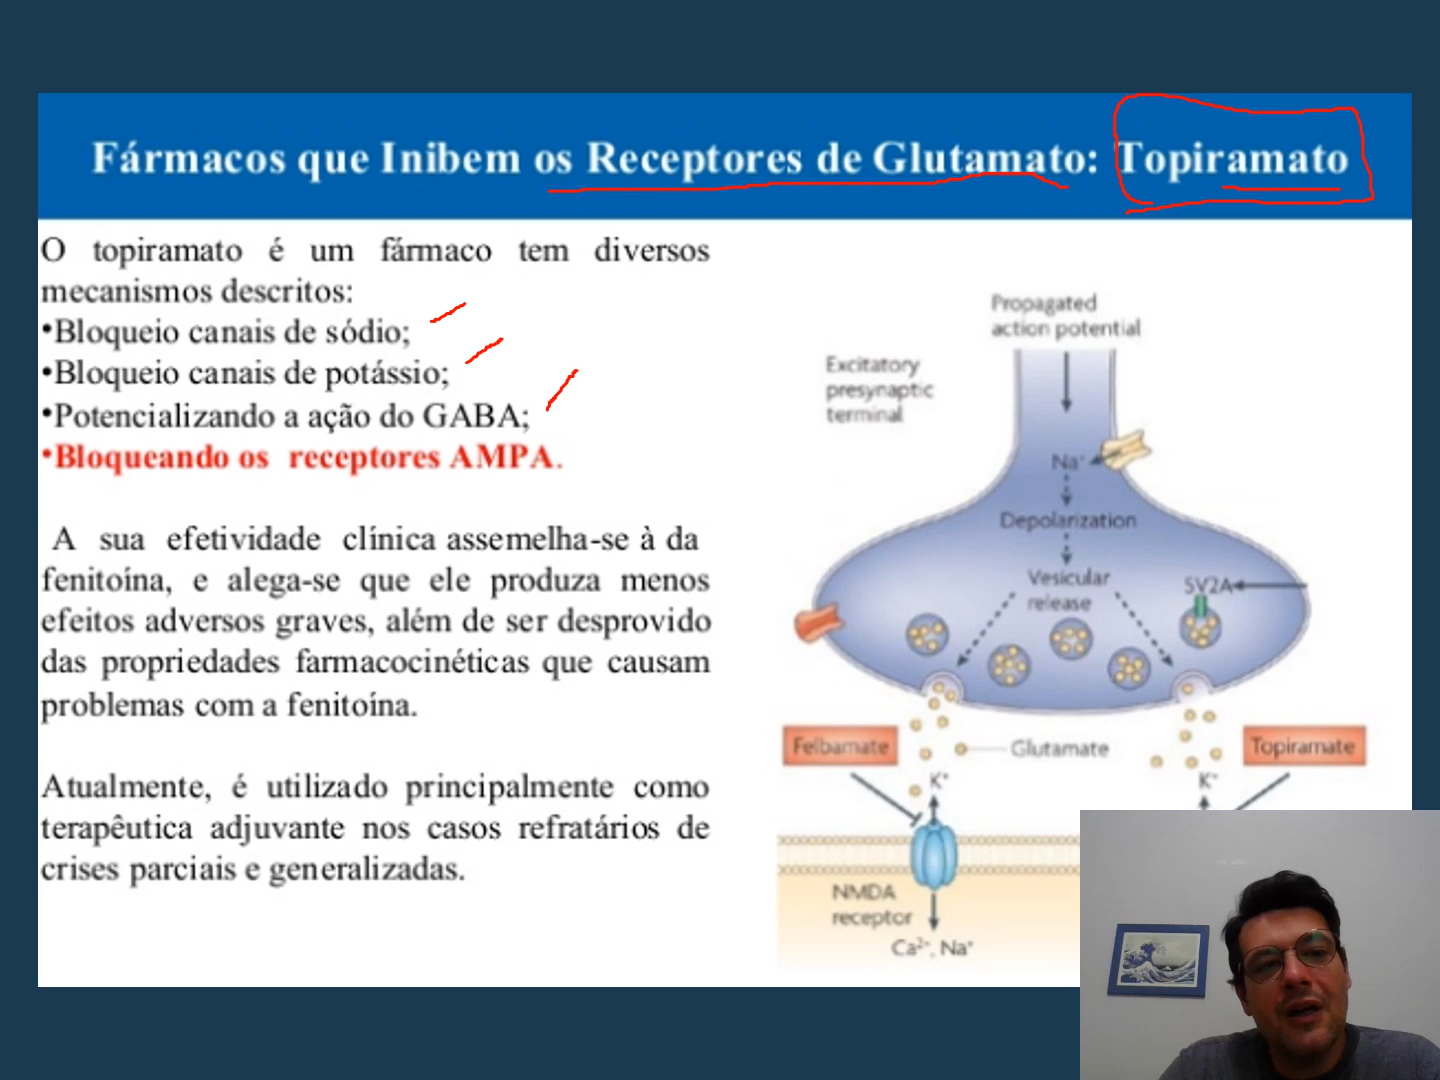 Fármacos que Inibem os Receptores de Glutamato: Topiramato
O topiramato é um fármaco tem diversos
mecanismos descritos:
•Bloqueio canais de sódio;
•Bloqueio canais de potássio;
•Potencializando a ação do GABA;
•Bloqueando os receptores AMPA.
A sua efetividade clínica assemelha-se à da
fenitoína, e alega-se que ele produza menos
efeitos adversos graves, além de ser desprovido
das propriedades farmacocinéticas que causam
problemas com a fenitoína.
Atualmente, é utilizado principalmente como
terapêutica adjuvante nos casos refratários de
crises parciais e generalizadas.
Propagated
action potential
Excitatory
presynaptic
terminal
Na⁺
Depolarization
Vesicular
release
SV2A
Felbamate
Glutamate
Topiramate
K⁺
K⁺
NMDA
receptor
Ca²⁺, Na⁺